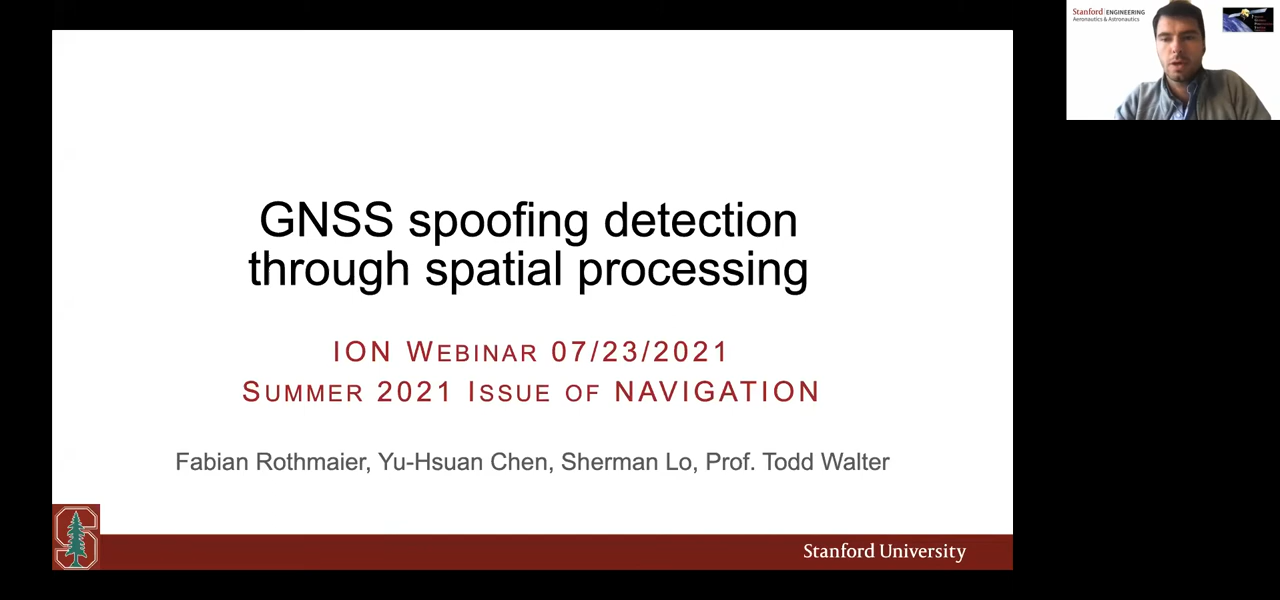 GNSS spoofing detection
through spatial processing
ION WEBINAR 07/23/2021
SUMMER 2021 ISSUE OF NAVIGATION
Fabian Rothmaier, Yu-Hsuan Chen, Sherman Lo, Prof. Todd Walter
Stanford University
Stanford ENGINEERING
Aeronautics & Astronautics